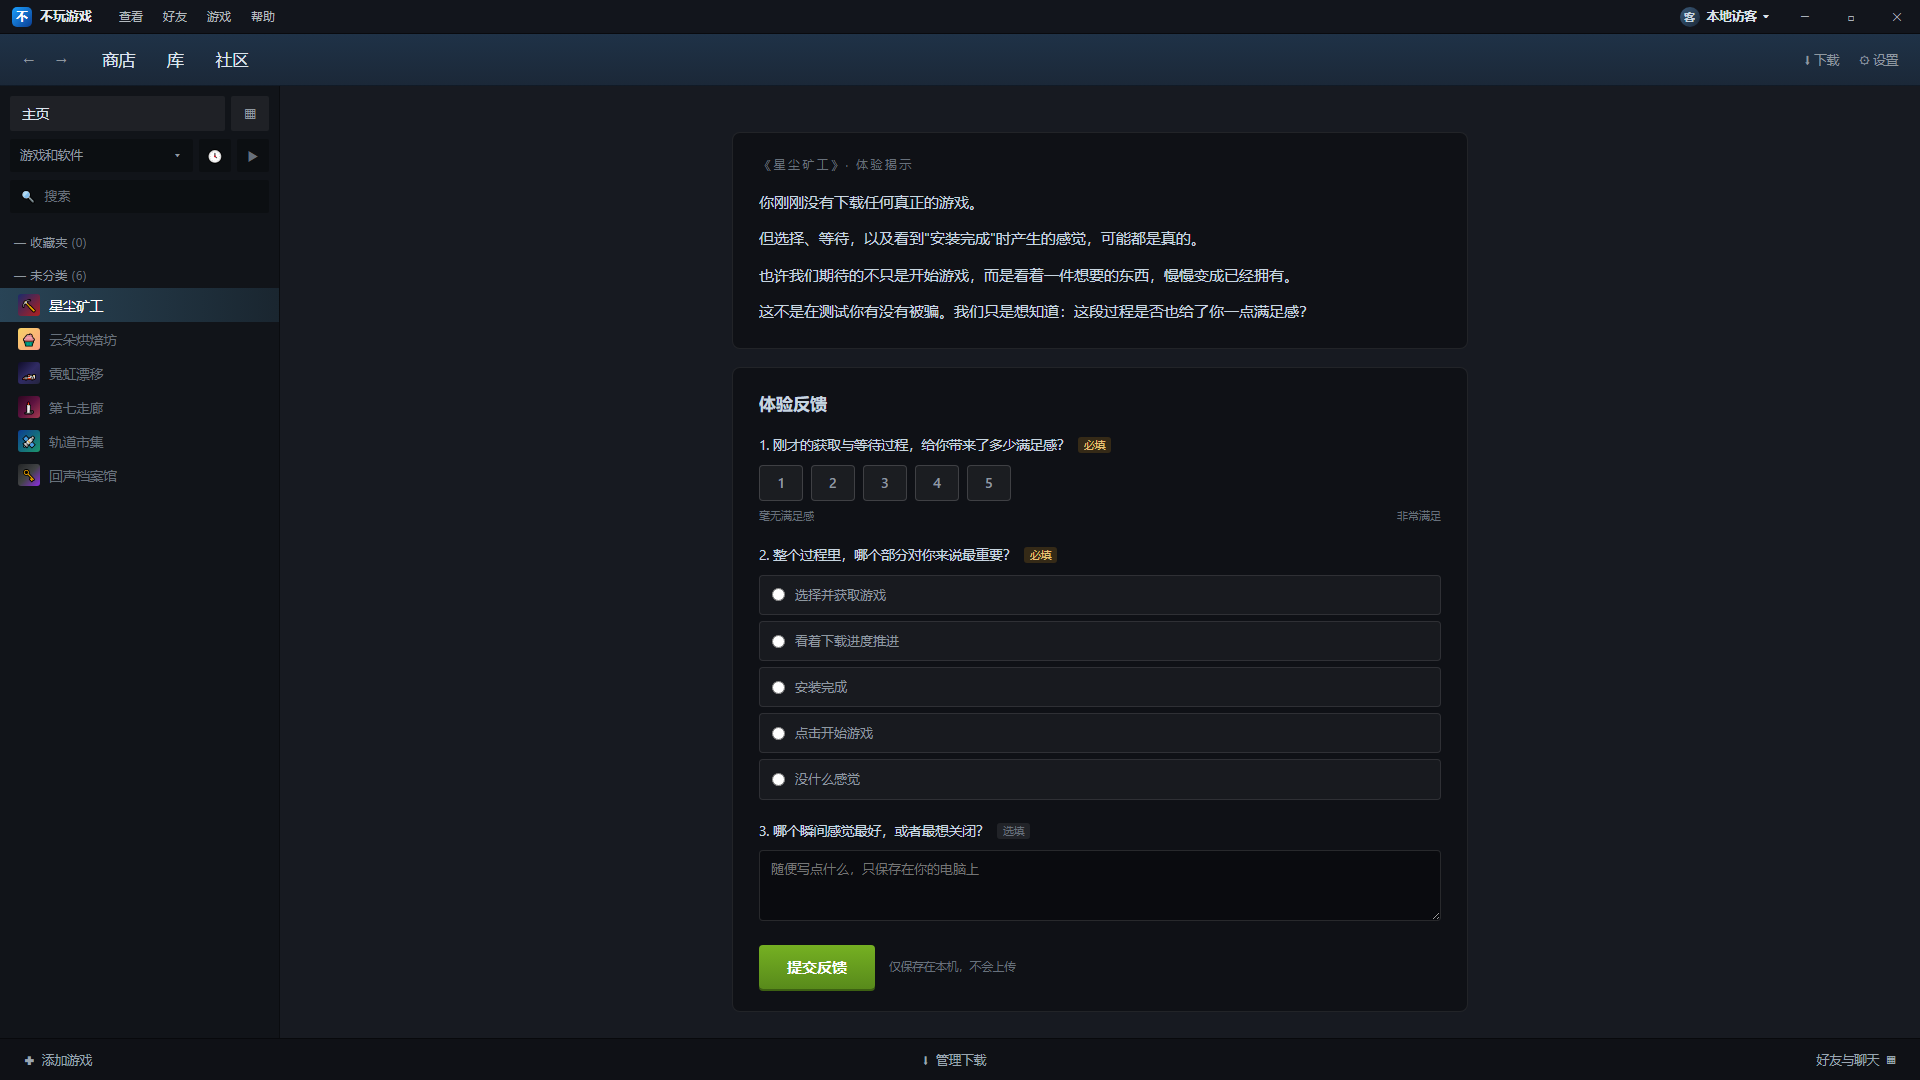 不 不玩游戏 查看 好友 游戏 帮助 客 本地访客
← → 商店 库 社区 下载 设置
主页
游戏和软件
搜索
— 收藏夹 (0)
— 未分类 (6)
星尘矿工
云朵烘焙坊
霓虹漂移
第七走廊
轨道市集
回声档案馆
《星尘矿工》· 体验揭示
你刚刚没有下载任何真正的游戏。
但选择、等待，以及看到"安装完成"时产生的感觉，可能都是真的。
也许我们期待的不只是开始游戏，而是看着一件想要的东西，慢慢变成已经拥有。
这不是在测试你有没有被骗。我们只是想知道：这段过程是否也给了你一点满足感？
体验反馈
1. 刚才的获取与等待过程，给你带来了多少满足感？ 必填
1 2 3 4 5
毫无满足感 非常满足
2. 整个过程里，哪个部分对你来说最重要？ 必填
选择并获取游戏
看着下载进度推进
安装完成
点击开始游戏
没什么感觉
3. 哪个瞬间感觉最好，或者最想关闭？ 选填
随便写点什么，只保存在你的电脑上
提交反馈 仅保存在本机，不会上传
添加游戏 管理下载 好友与聊天